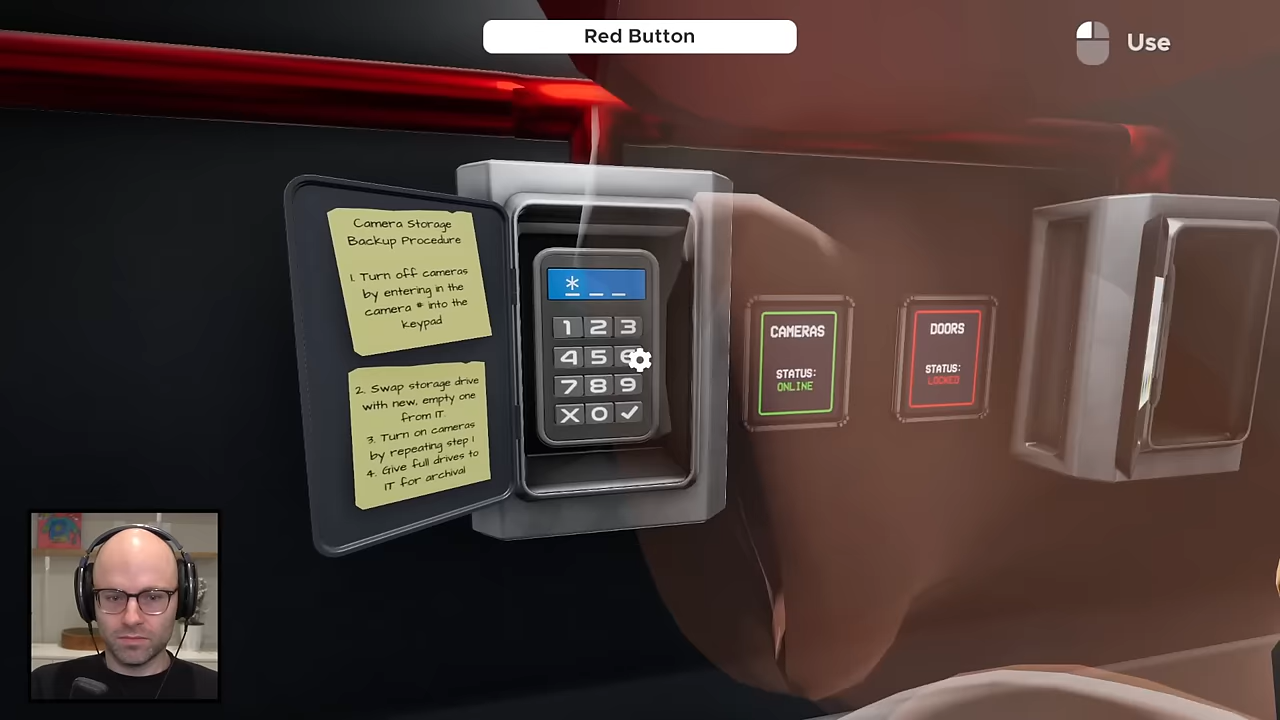 Red Button
Use
Camera Storage
Backup Procedure
1. Turn off cameras
by entering in the
camera # into the
keypad
2. Swap storage drive
with new, empty one
from IT.
3. Turn on cameras
by repeating step 1
4. Give full drives to
IT for archival
* _ _
1 2 3
4 5 6
7 8 9
X 0 ✓
CAMERAS
STATUS:
ONLINE
DOORS
STATUS:
LOCKED